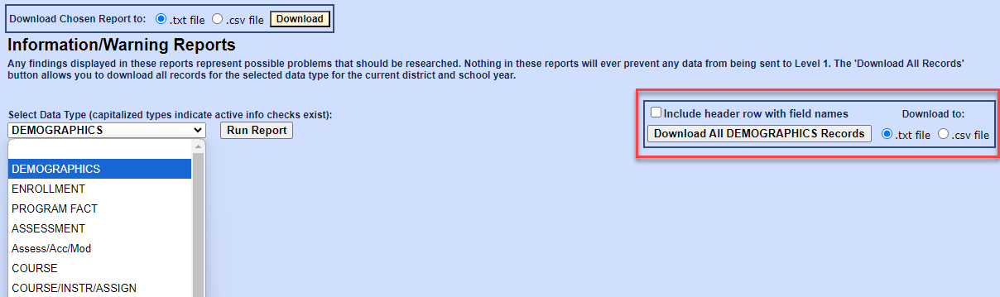 Download Chosen Report to: .txt file .csv file Download
Information/Warning Reports
Any findings displayed in these reports represent possible problems that should be researched. Nothing in these reports will ever prevent any data from being sent to Level 1. The 'Download All Records'
button allows you to download all records for the selected data type for the current district and school year.
Select Data Type (capitalized types indicate active info checks exist):
DEMOGRAPHICS Run Report
DEMOGRAPHICS
ENROLLMENT
PROGRAM FACT
ASSESSMENT
Assess/Acc/Mod
COURSE
COURSE/INSTR/ASSIGN
Include header row with field names Download to:
Download All DEMOGRAPHICS Records .txt file .csv file